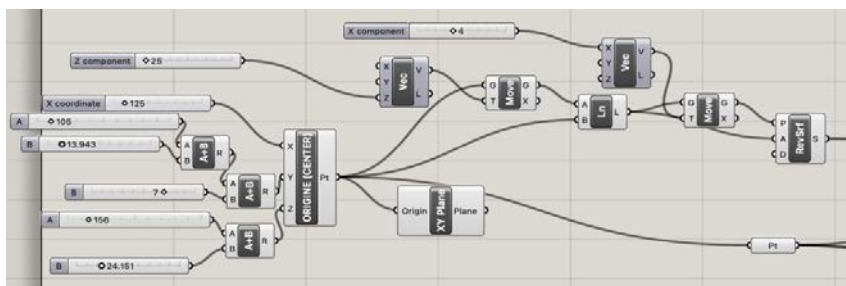 X component 4
Z component 25
X Y Z Vec V L
X Y Z Vec V L
G T Move G X
A B Ln L
G T Move G X
P A D RevSrf S
X coordinate 125
A 105
B 13.943
A B A+B R
A B A+B R
B 7
A 156
A B A+B R
B 24.151
X Y Z ORIGINE [CENTER] Pt
Origin XY Plane Plane
Pt